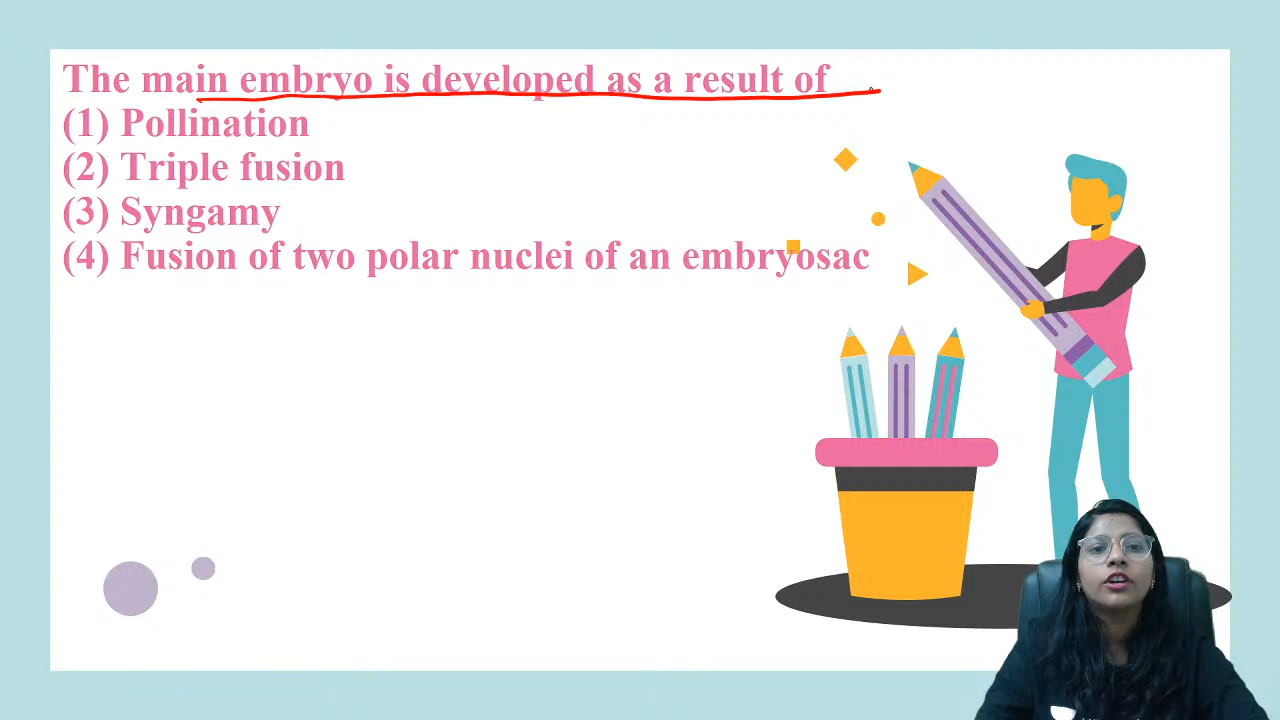 The main embryo is developed as a result of
(1) Pollination
(2) Triple fusion
(3) Syngamy
(4) Fusion of two polar nuclei of an embryosac